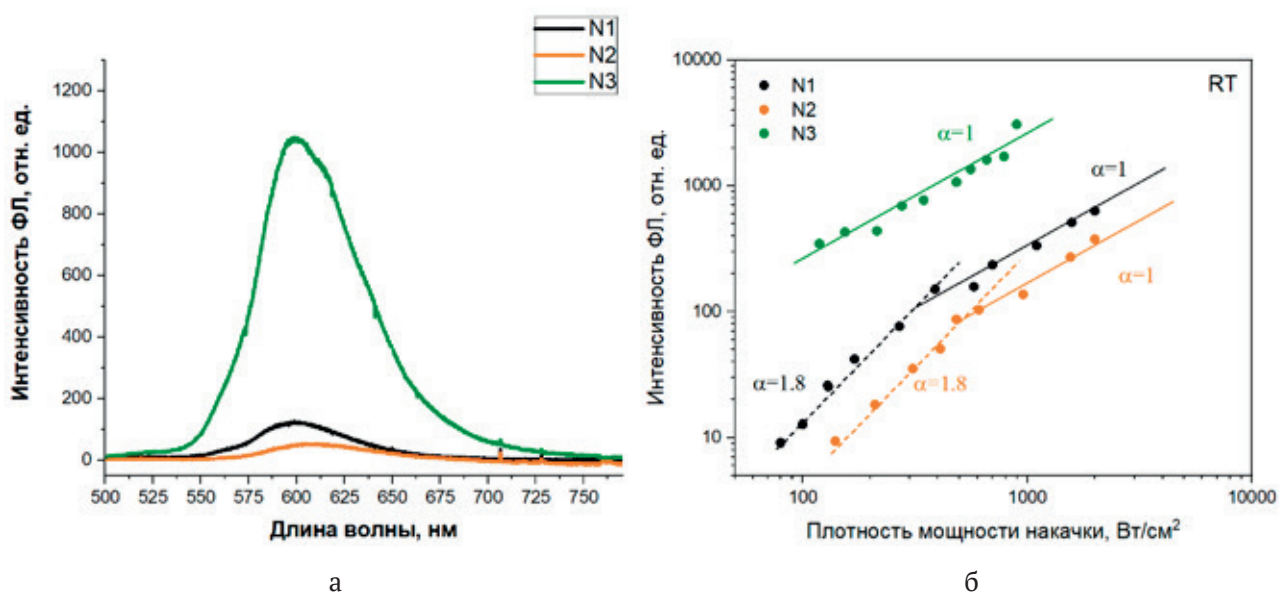 N1
N2
N3
Интенсивность ФЛ, отн. ед.
1200
1000
800
600
400
200
0
500 525 550 575 600 625 650 675 700 725 750
Длина волны, нм
а
N1
N2
N3
RT
Интенсивность ФЛ, отн. ед.
10000
1000
100
10
α=1
α=1
α=1
α=1.8
α=1.8
100 1000 10000
Плотность мощности накачки, Вт/см²
б